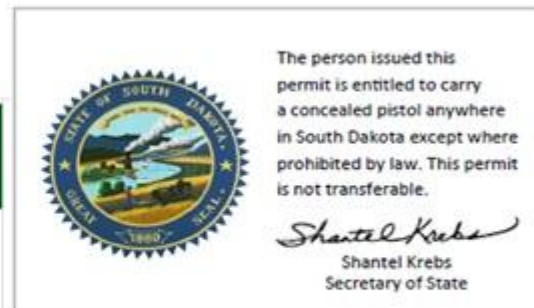 STATE OF SOUTH DAKOTA
GREAT SEAL
1889
The person issued this
permit is entitled to carry
a concealed pistol anywhere
in South Dakota except where
prohibited by law. This permit
is not transferable.
Shantel Krebs
Shantel Krebs
Secretary of State